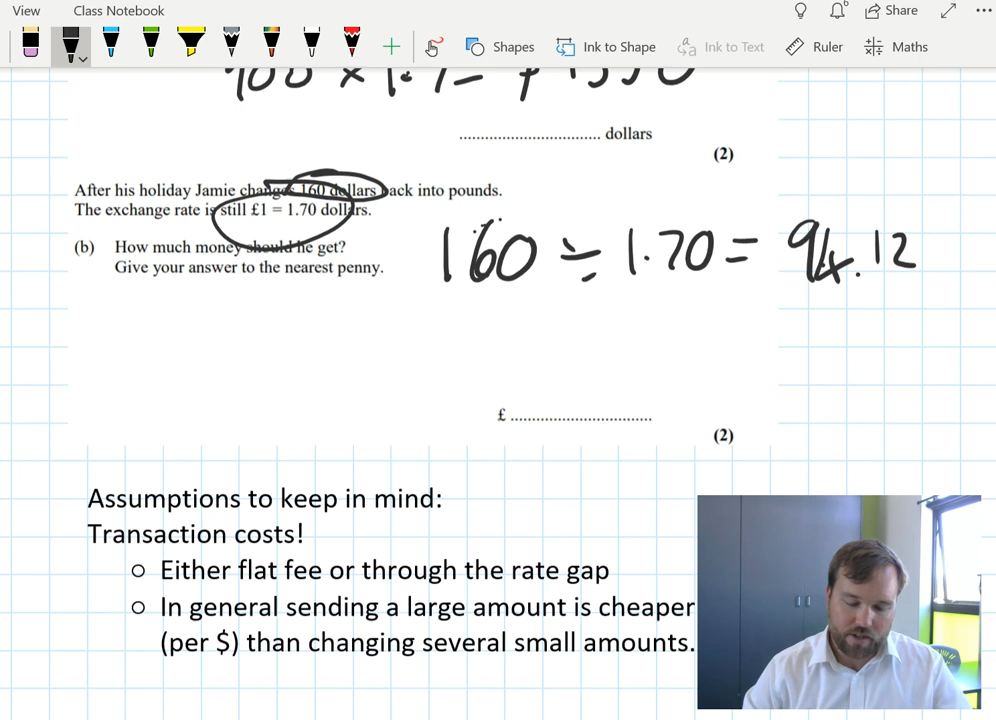 View Class Notebook Share
Shapes Ink to Shape Ink to Text Ruler Maths
.................................. dollars
(2)
After his holiday Jamie changes 160 dollars back into pounds.
The exchange rate is still £1 = 1.70 dollars.
(b) How much money should he get?
Give your answer to the nearest penny.
160 ÷ 1.70 = 94.12
£ ..................................
(2)
Assumptions to keep in mind:
Transaction costs!
○ Either flat fee or through the rate gap
○ In general sending a large amount is cheaper
(per $) than changing several small amounts.